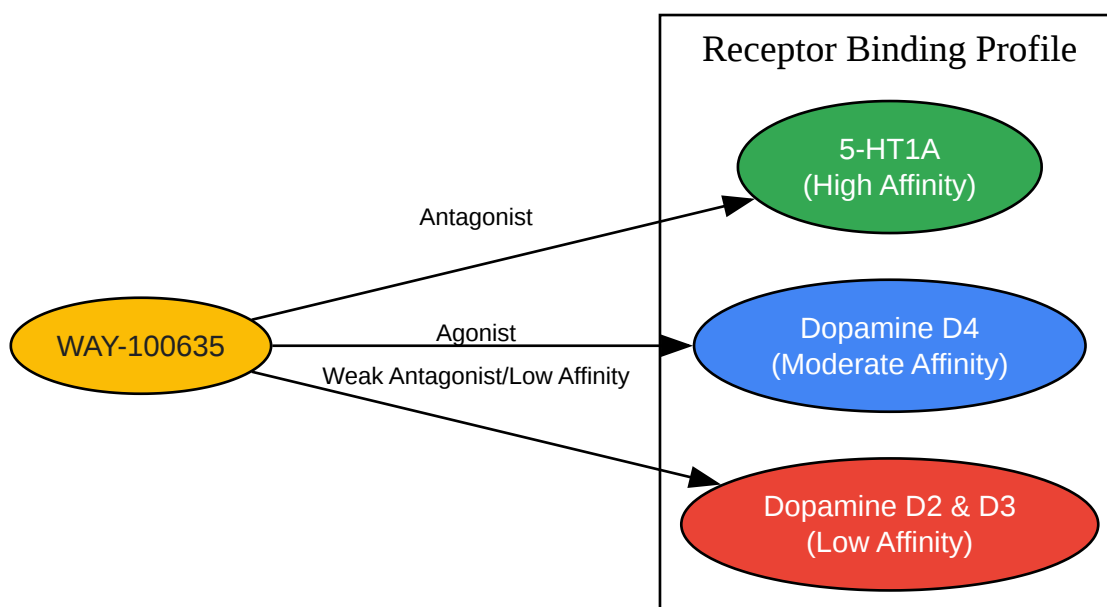 Receptor Binding Profile
5-HT1A
(High Affinity)
Antagonist
WAY-100635
Agonist
Dopamine D4
(Moderate Affinity)
Weak Antagonist/Low Affinity
Dopamine D2 & D3
(Low Affinity)